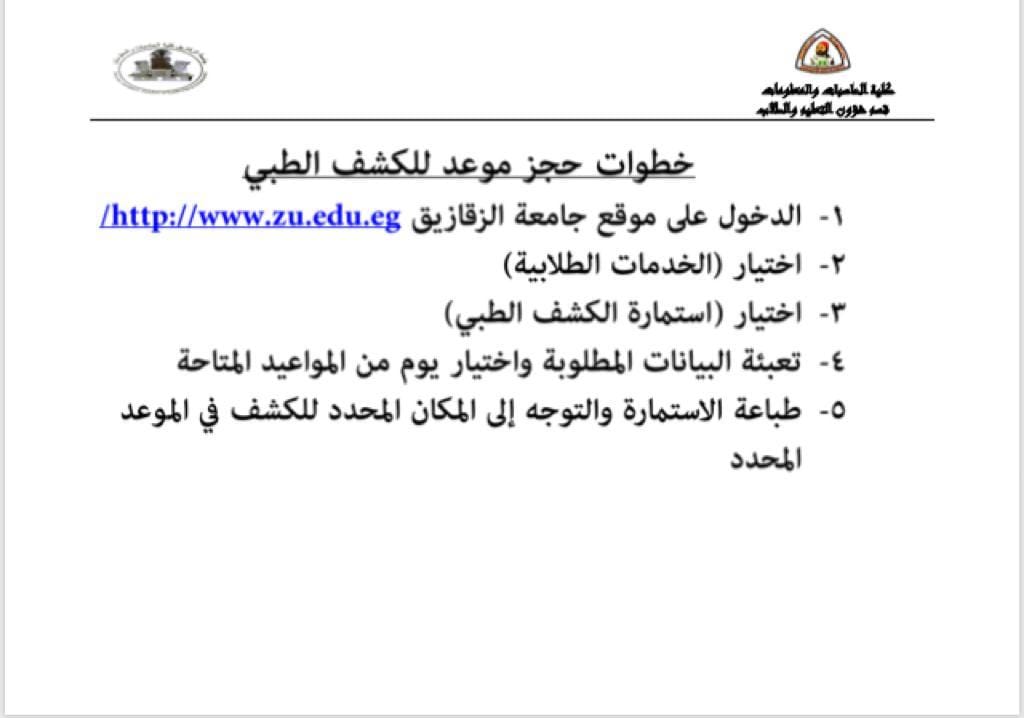 كلية الحاسبات والمعلومات
قسم شؤون التعليم والطلاب
خطوات حجز موعد للكشف الطبي
١- الدخول على موقع جامعة الزقازيق http://www.zu.edu.eg/
٢- اختيار (الخدمات الطلابية)
٣- اختيار (استمارة الكشف الطبي)
٤- تعبئة البيانات المطلوبة واختيار يوم من المواعيد المتاحة
٥- طباعة الاستمارة والتوجه إلى المكان المحدد للكشف في الموعد
المحدد